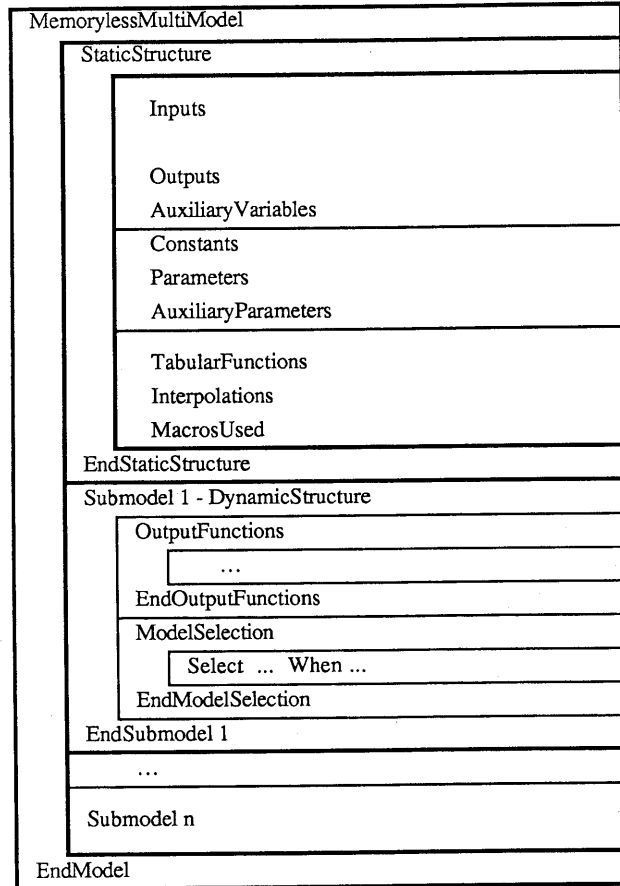 MemorylessMultiModel
StaticStructure
Inputs
Outputs
AuxiliaryVariables
Constants
Parameters
AuxiliaryParameters
TabularFunctions
Interpolations
MacrosUsed
EndStaticStructure
Submodel 1 - DynamicStructure
OutputFunctions
...
EndOutputFunctions
ModelSelection
Select ... When ...
EndModelSelection
EndSubmodel 1
...
Submodel n
EndModel